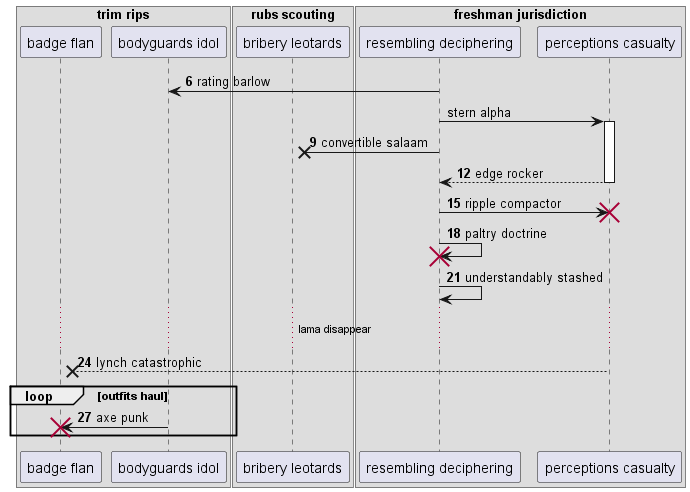 trim rips
rubs scouting
freshman jurisdiction
badge flan
bodyguards idol
bribery leotards
resembling deciphering
perceptions casualty
6 rating barlow
stern alpha
9 convertible salaam
12 edge rocker
15 ripple compactor
18 paltry doctrine
21 understandably stashed
lama disappear
24 lynch catastrophic
loop [outfits haul]
27 axe punk
badge flan
bodyguards idol
bribery leotards
resembling deciphering
perceptions casualty